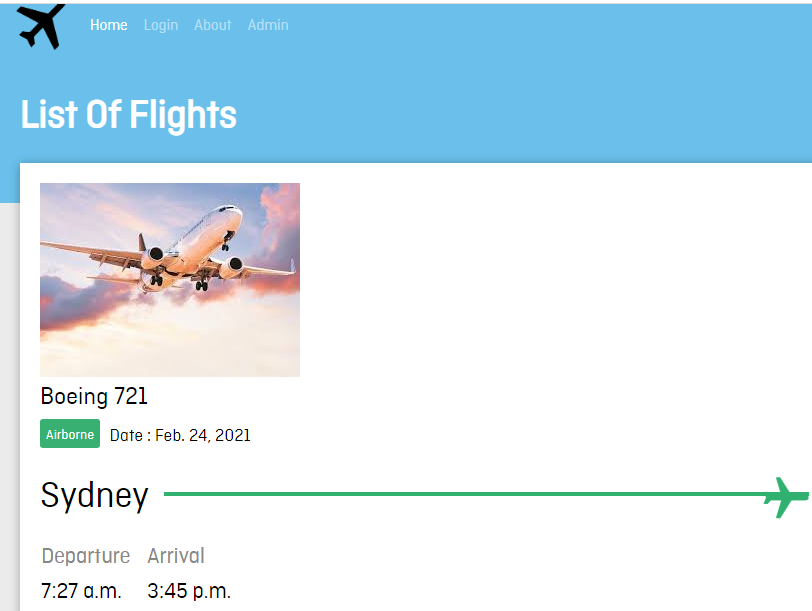 Home Login About Admin
List Of Flights
Boeing 721
Airborne Date : Feb. 24, 2021
Sydney
Departure Arrival
7:27 a.m. 3:45 p.m.